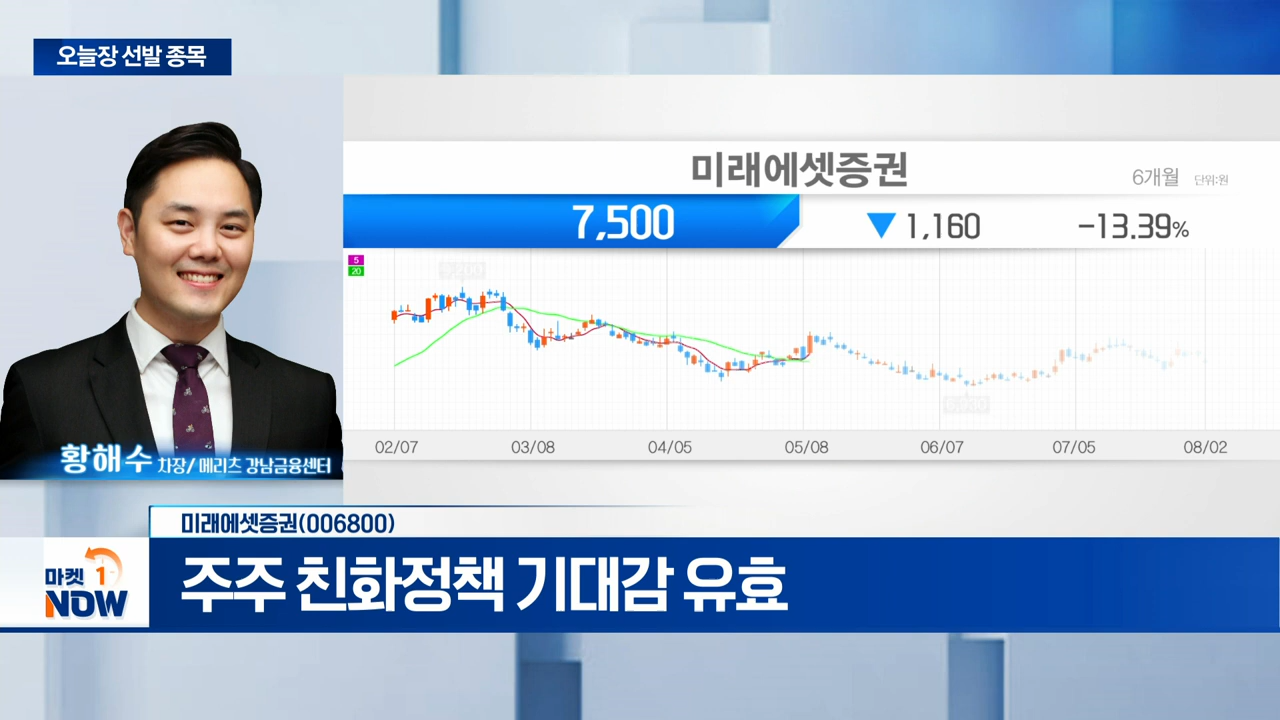 오늘장 선발 종목
미래에셋증권
6개월 단위:원
7,500 ▼ 1,160 -13.39%
5
20
02/07 03/08 04/05 05/08 06/07 07/05 08/02
황해수 차장/ 메리츠 강남금융센터
미래에셋증권(006800)
마켓 1
NOW
주주 친화정책 기대감 유효